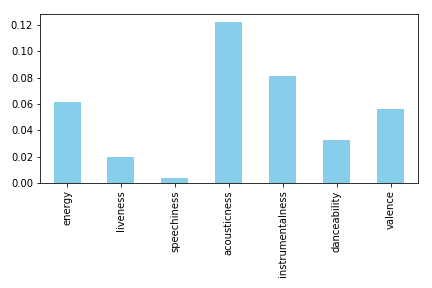 0.12
0.10
0.08
0.06
0.04
0.02
0.00
energy
liveness
speechiness
acousticness
instrumentalness
danceability
valence